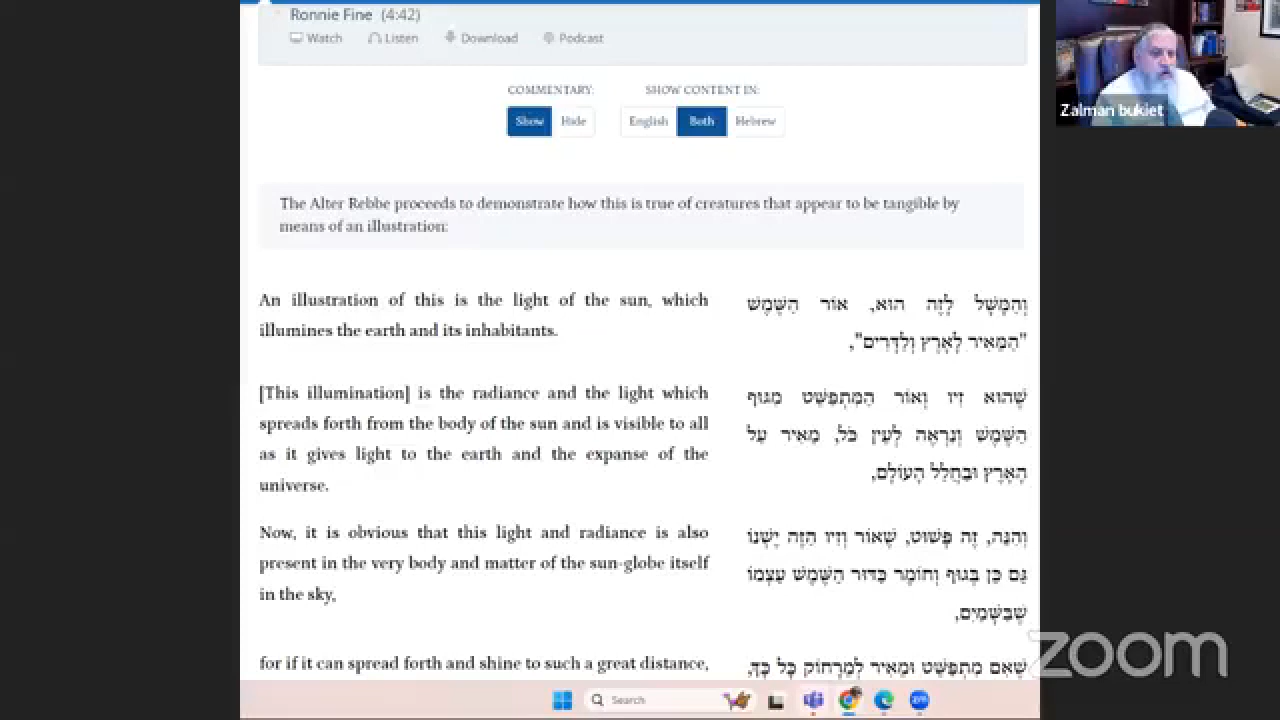 Ronnie Fine (4:42)
Watch Listen Download Podcast
Zalman bukiet
COMMENTARY: SHOW CONTENT IN:
Show Hide English Both Hebrew
The Alter Rebbe proceeds to demonstrate how this is true of creatures that appear to be tangible by
means of an illustration:
An illustration of this is the light of the sun, which
illumines the earth and its inhabitants.
וְהַמָּשָׁל לָזֶה הוּא, אוֹר הַשֶּׁמֶשׁ
"הַמֵּאִיר לָאָרֶץ וְלַדָּרִים",
[This illumination] is the radiance and the light which
spreads forth from the body of the sun and is visible to all
as it gives light to the earth and the expanse of the
universe.
שֶׁהוּא זִיו וְאוֹר הַמִּתְפַּשֵּׁט מִגּוּף
הַשֶּׁמֶשׁ וְנִרְאֶה לְעֵין כֹּל, מֵאִיר עַל
הָאָרֶץ וּבַחֲלַל הָעוֹלָם,
Now, it is obvious that this light and radiance is also
present in the very body and matter of the sun-globe itself
in the sky,
וְהִנֵּה, זֶה פָּשׁוּט, שֶׁאוֹר וְזִיו הַזֶּה יֶשְׁנוֹ
גַּם כֵּן בְּגוּף וְחוֹמֶר כַּדּוּר הַשֶּׁמֶשׁ עַצְמוֹ
שֶׁבַּשָּׁמַיִם,
for if it can spread forth and shine to such a great distance,
שֶׁאִם מִתְפַּשֵּׁט וּמֵאִיר לְמֵרָחוֹק כָּל כָּךְ,
zoom
Search